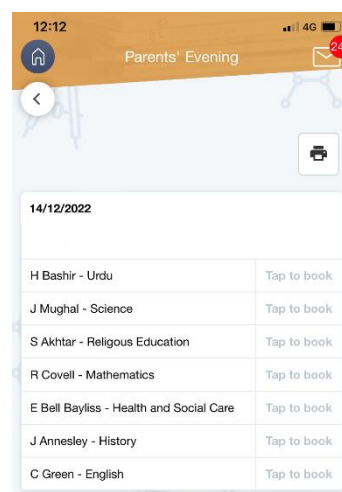 12:12
4G
Parents' Evening
24
14/12/2022
H Bashir - Urdu Tap to book
J Mughal - Science Tap to book
S Akhtar - Religous Education Tap to book
R Covell - Mathematics Tap to book
E Bell Bayliss - Health and Social Care Tap to book
J Annesley - History Tap to book
C Green - English Tap to book